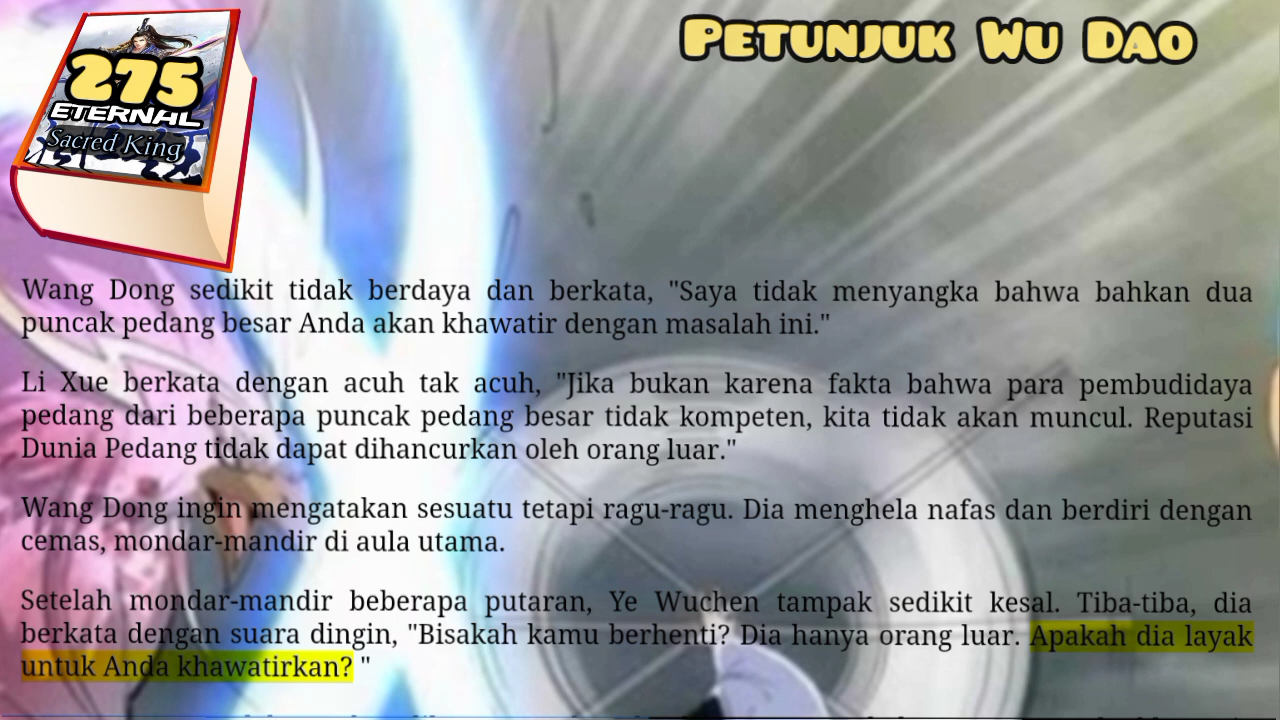 Petunjuk Wu Dao
275
ETERNAL
Sacred King
Wang Dong sedikit tidak berdaya dan berkata, "Saya tidak menyangka bahwa bahkan dua
puncak pedang besar Anda akan khawatir dengan masalah ini."
Li Xue berkata dengan acuh tak acuh, "Jika bukan karena fakta bahwa para pembudidaya
pedang dari beberapa puncak pedang besar tidak kompeten, kita tidak akan muncul. Reputasi
Dunia Pedang tidak dapat dihancurkan oleh orang luar."
Wang Dong ingin mengatakan sesuatu tetapi ragu-ragu. Dia menghela nafas dan berdiri dengan
cemas, mondar-mandir di aula utama.
Setelah mondar-mandir beberapa putaran, Ye Wuchen tampak sedikit kesal. Tiba-tiba, dia
berkata dengan suara dingin, "Bisakah kamu berhenti? Dia hanya orang luar. Apakah dia layak
untuk Anda khawatirkan? "